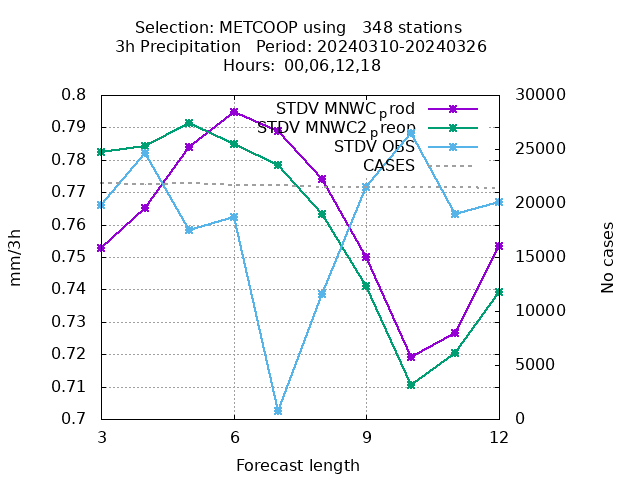 Selection: METCOOP using   348 stations
3h Precipitation   Period: 20240310-20240326
Hours: 00,06,12,18
0.8
0.79
0.78
0.77
0.76
0.75
0.74
0.73
0.72
0.71
0.7
30000
25000
20000
15000
10000
5000
0
STDV MNWC_prod
STDV MNWC2_preop
STDV OBS
CASES
mm/3h
No cases
3
6
9
12
Forecast length